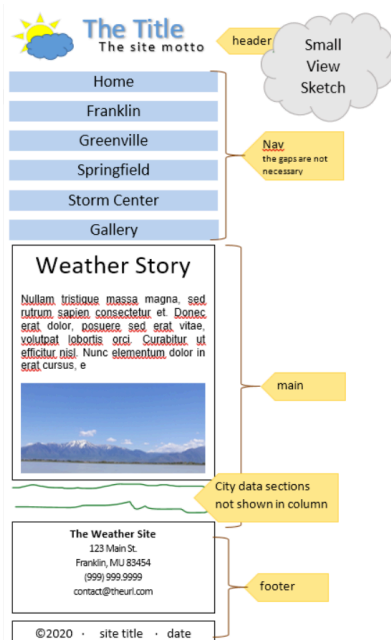 The Title
The site motto
header
Small
View
Sketch
Home
Franklin
Greenville
Springfield
Storm Center
Gallery
Nav
the gaps are not
necessary
Weather Story
Nullam tristique massa magna, sed
rutrum sapien consectetur et. Donec
erat dolor, posuere sed erat vitae,
volutpat lobortis orci. Curabitur ut
efficitur nisl. Nunc elementum dolor in
erat cursus, e
main
City data sections
not shown in column
The Weather Site
123 Main St.
Franklin, MU 83454
(999) 999.9999
contact@theurl.com
footer
©2020 · site title · date